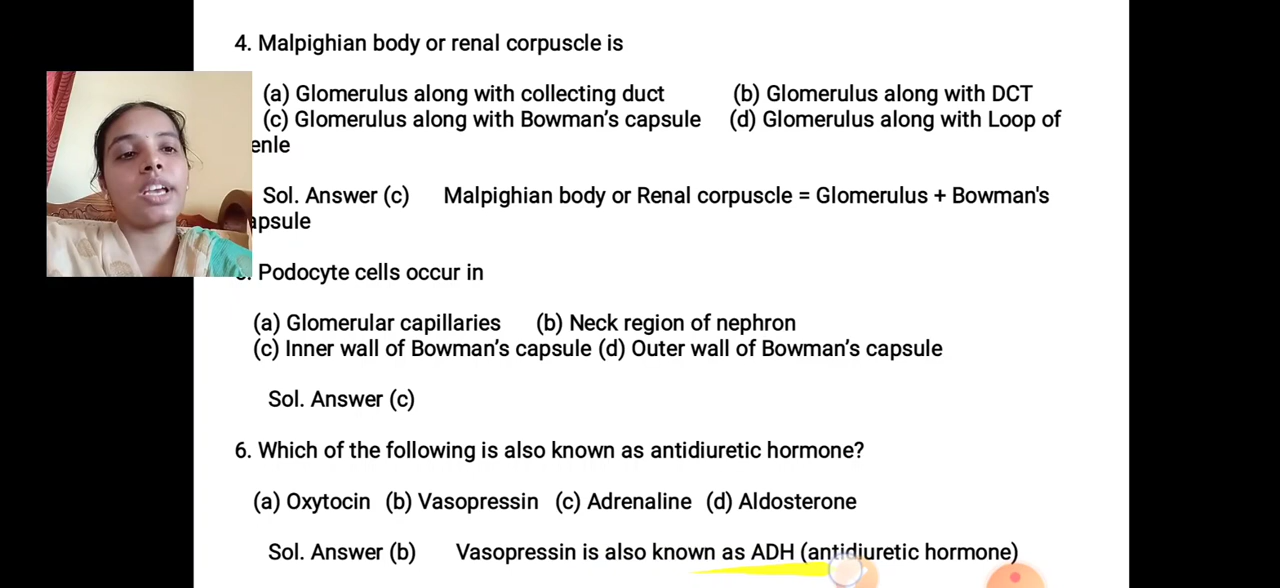 4. Malpighian body or renal corpuscle is
(a) Glomerulus along with collecting duct (b) Glomerulus along with DCT
(c) Glomerulus along with Bowman's capsule (d) Glomerulus along with Loop of
enle
Sol. Answer (c) Malpighian body or Renal corpuscle = Glomerulus + Bowman's
apsule
Podocyte cells occur in
(a) Glomerular capillaries (b) Neck region of nephron
(c) Inner wall of Bowman's capsule (d) Outer wall of Bowman's capsule
Sol. Answer (c)
6. Which of the following is also known as antidiuretic hormone?
(a) Oxytocin (b) Vasopressin (c) Adrenaline (d) Aldosterone
Sol. Answer (b) Vasopressin is also known as ADH (antidiuretic hormone)